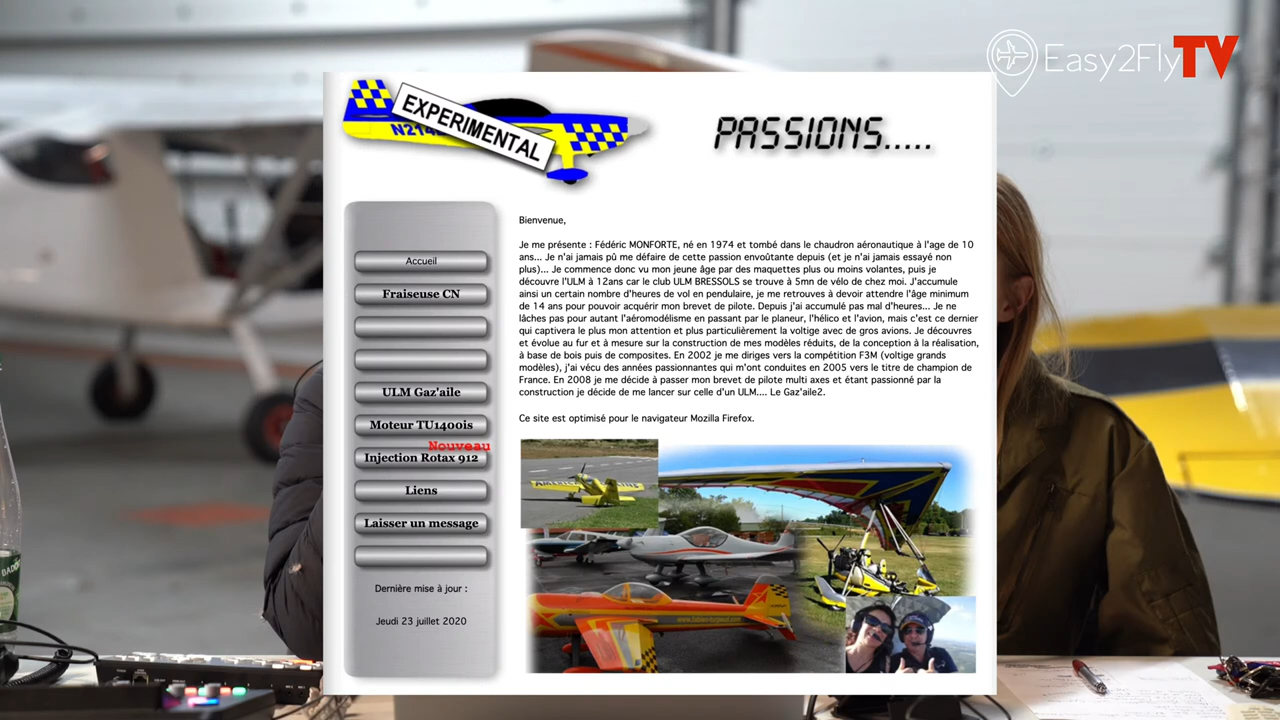 Easy2FlyTV
EXPERIMENTAL
PASSIONS.....
Bienvenue,
Je me présente : Fédéric MONFORTE, né en 1974 et tombé dans le chaudron aéronautique à l'age de 10
ans... Je n'ai jamais pû me défaire de cette passion envoûtante depuis (et je n'ai jamais essayé non
plus)... Je commence donc vu mon jeune âge par des maquettes plus ou moins volantes, puis je
découvre l'ULM à 12ans car le club ULM BRESSOLS se trouve à 5mn de vélo de chez moi. J'accumule
ainsi un certain nombre d'heures de vol en pendulaire, je me retrouves à devoir attendre l'âge minimum
de 14 ans pour pouvoir acquérir mon brevet de pilote. Depuis j'ai accumulé pas mal d'heures... Je ne
lâches pas pour autant l'aéromodélisme en passant par le planeur, l'hélico et l'avion, mais c'est ce dernier
qui captivera le plus mon attention et plus particulièrement la voltige avec de gros avions. Je découvres
et évolue au fur et à mesure sur la construction de mes modèles réduits, de la conception à la réalisation,
à base de bois puis de composites. En 2002 je me diriges vers la compétition F3M (voltige grands
modèles), j'ai vécu des années passionnantes qui m'ont conduites en 2005 vers le titre de champion de
France. En 2008 je me décide à passer mon brevet de pilote multi axes et étant passionné par la
construction je décide de me lancer sur celle d'un ULM.... Le Gaz'aile2.
Ce site est optimisé pour le navigateur Mozilla Firefox.
Accueil
Fraiseuse CN
ULM Gaz'aile
Moteur TU1400is
Nouveau
Injection Rotax 912
Liens
Laisser un message
Dernière mise à jour :
Jeudi 23 juillet 2020